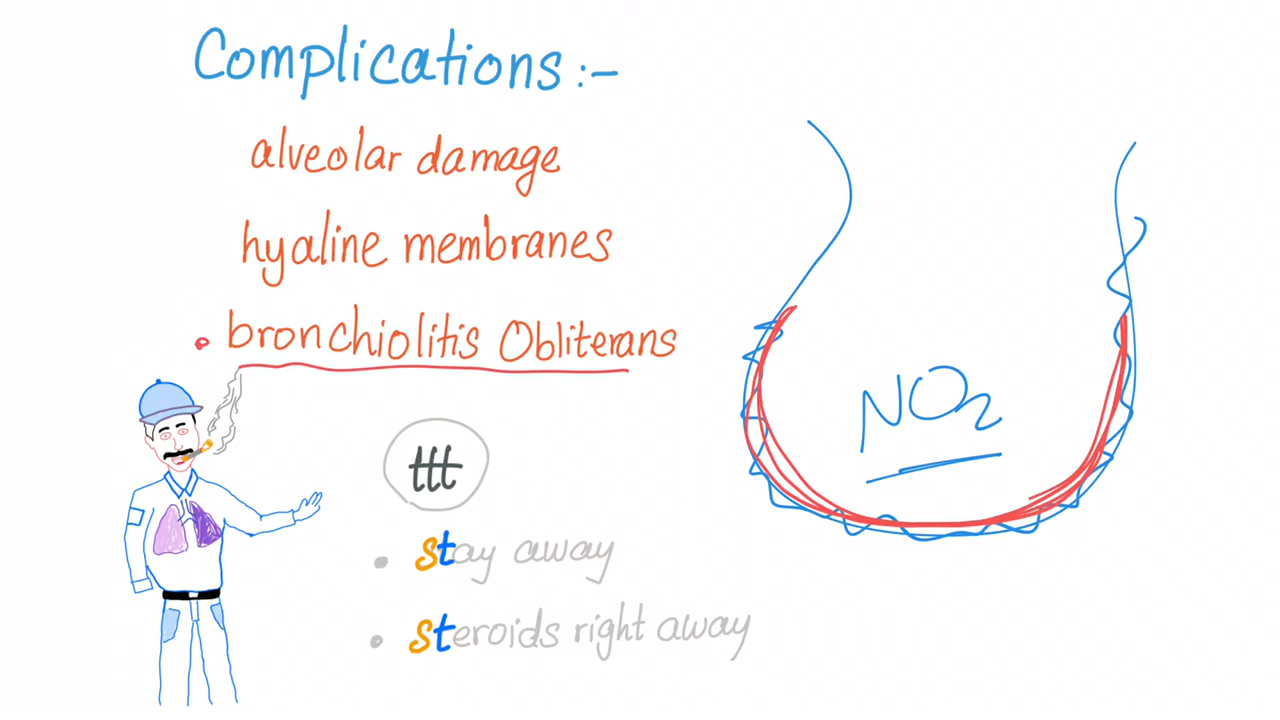 Complications :-
alveolar damage
hyaline membranes
• bronchiolitis Obliterans
ttt
• stay away
• steroids right away
NO2